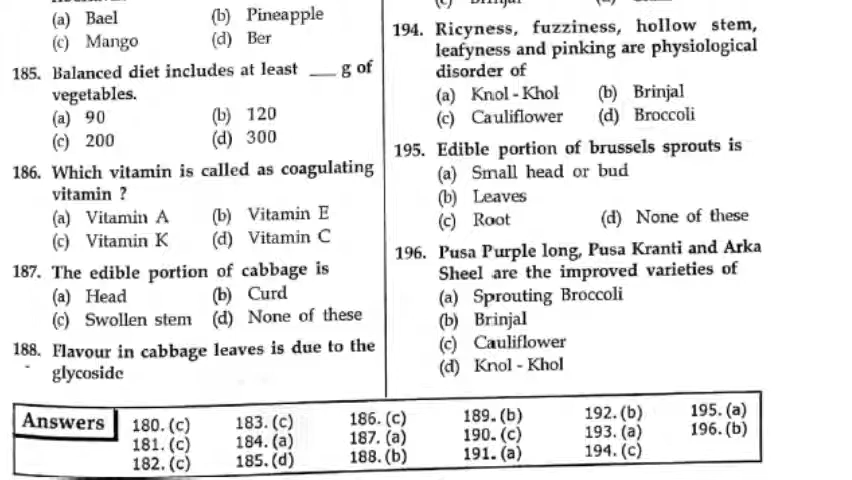 (a) Bael (b) Pineapple
(c) Mango (d) Ber
185. Balanced diet includes at least ___ g of
vegetables.
(a) 90 (b) 120
(c) 200 (d) 300
186. Which vitamin is called as coagulating
vitamin ?
(a) Vitamin A (b) Vitamin E
(c) Vitamin K (d) Vitamin C
187. The edible portion of cabbage is
(a) Head (b) Curd
(c) Swollen stem (d) None of these
188. Flavour in cabbage leaves is due to the
glycoside
194. Ricyness, fuzziness, hollow stem,
leafyness and pinking are physiological
disorder of
(a) Knol - Khol (b) Brinjal
(c) Cauliflower (d) Broccoli
195. Edible portion of brussels sprouts is
(a) Small head or bud
(b) Leaves
(c) Root (d) None of these
196. Pusa Purple long, Pusa Kranti and Arka
Sheel are the improved varieties of
(a) Sprouting Broccoli
(b) Brinjal
(c) Cauliflower
(d) Knol - Khol
Answers 180. (c) 183. (c) 186. (c) 189. (b) 192. (b) 195. (a)
181. (c) 184. (a) 187. (a) 190. (c) 193. (a) 196. (b)
182. (c) 185. (d) 188. (b) 191. (a) 194. (c)